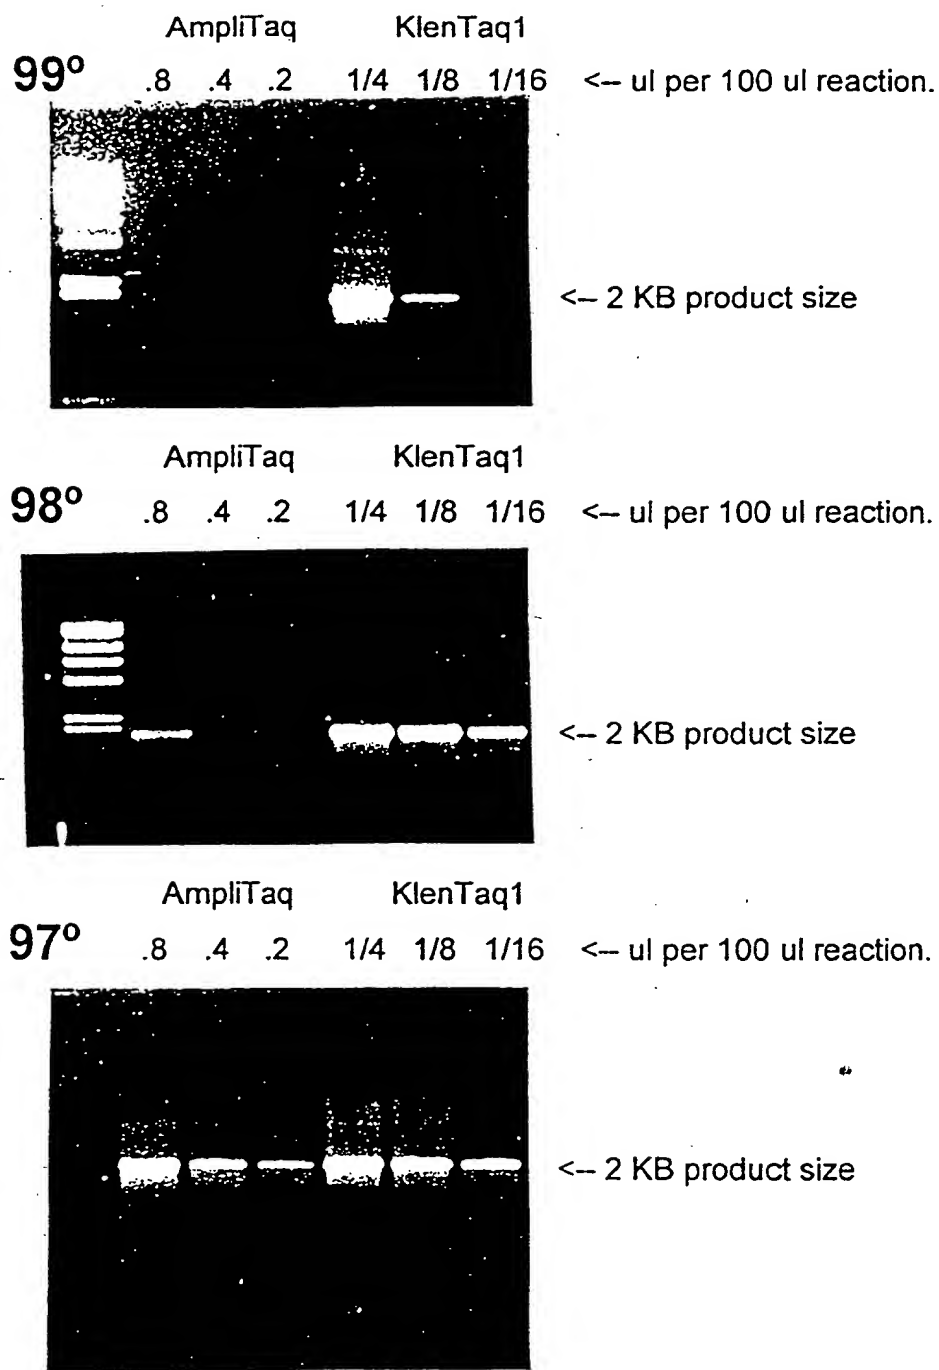 AmpliTaq KlenTaq1
99º .8 .4 .2 1/4 1/8 1/16 <-- ul per 100 ul reaction.
<-- 2 KB product size
AmpliTaq KlenTaq1
98º .8 .4 .2 1/4 1/8 1/16 <-- ul per 100 ul reaction.
<-- 2 KB product size
AmpliTaq KlenTaq1
97º .8 .4 .2 1/4 1/8 1/16 <-- ul per 100 ul reaction.
<-- 2 KB product size